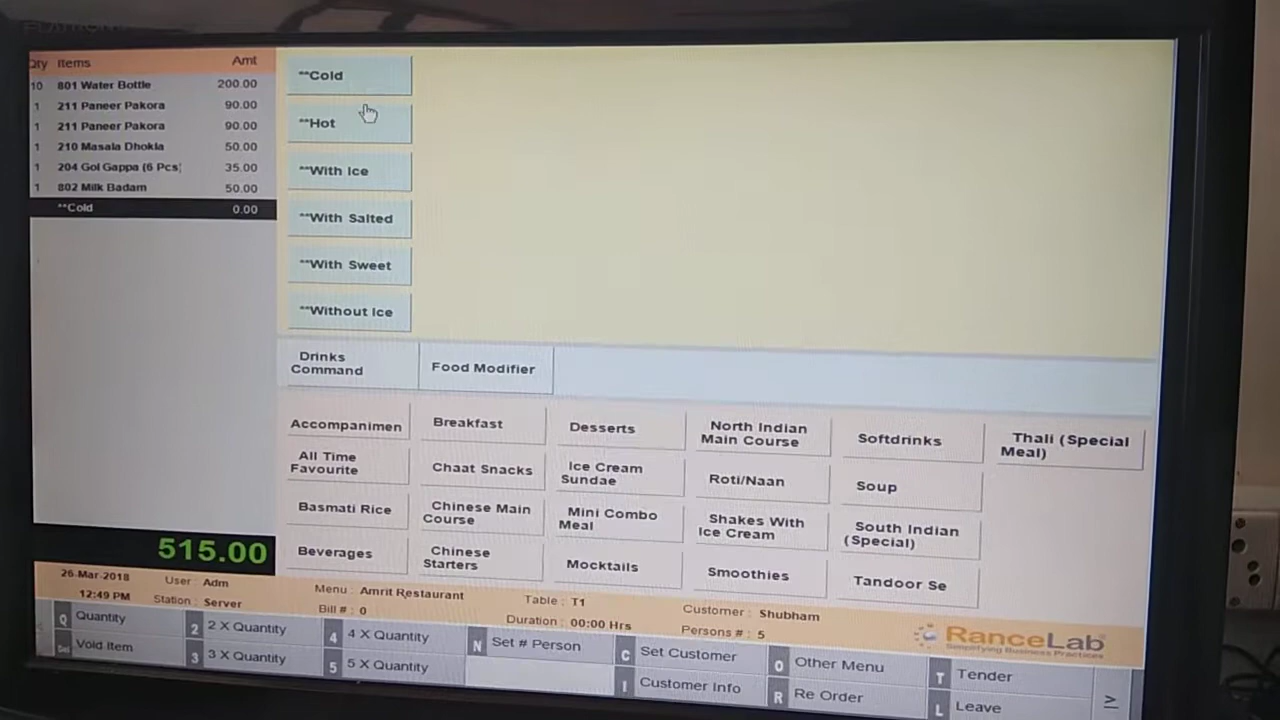 Qty Items Amt
10 801 Water Bottle 200.00
1 211 Paneer Pakora 90.00
1 211 Paneer Pakora 90.00
1 210 Masala Dhokla 50.00
1 204 Gol Gappa (6 Pcs) 35.00
1 802 Milk Badam 50.00
**Cold 0.00
515.00
**Cold
**Hot
**With Ice
**With Salted
**With Sweet
**Without Ice
Drinks
Command
Food Modifier
Accompanimen
Breakfast
Desserts
North Indian
Main Course
Softdrinks
Thali (Special
Meal)
All Time
Favourite
Chaat Snacks
Ice Cream
Sundae
Roti/Naan
Soup
Basmati Rice
Chinese Main
Course
Mini Combo
Meal
Shakes With
Ice Cream
South Indian
(Special)
Beverages
Chinese
Starters
Mocktails
Smoothies
Tandoor Se
26-Mar-2018 User : Adm Menu : Amrit Restaurant Table : T1 Customer : Shubham
12:49 PM Station : Server Bill # : 0 Duration : 00:00 Hrs Persons # : 5
RanceLab
Simplifying Business Practices
Q Quantity 2 2 X Quantity 4 4 X Quantity N Set # Person C Set Customer O Other Menu T Tender
Del Void Item 3 3 X Quantity 5 5 X Quantity I Customer Info R Re Order L Leave >